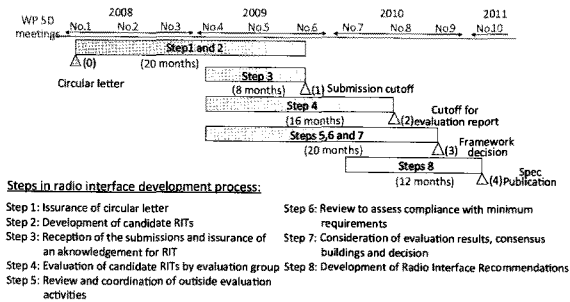 2008 2009 2010 2011
WP 5D meetings No.1 No.2 No.3 No.4 No.5 No.6 No.7 No.8 No.9 No.10
Step1 and 2
(0) (20 months)
Circular letter
Step 3
(8 months) (1) Submission cutoff
Step 4
(16 months) (2) Cutoff for evaluation report
Steps 5,6 and 7
(20 months) (3) Framework decision
Steps 8
(12 months) (4) Spec Publication
Steps in radio interface development process:
Step 1: Issurance of circular letter
Step 2: Development of candidate RITs
Step 3: Reception of the submissions and issurance of
an aknowledgement for RIT
Step 4: Evaluation of candidate RITs by evaluation group
Step 5: Review and coordination of outiside evaluation
activities
Step 6: Review to assess compliance with minimum
requirements
Step 7: Consideration of evaluation results, consensus
buildings and decision
Step 8: Development of Radio Interface Recommendations